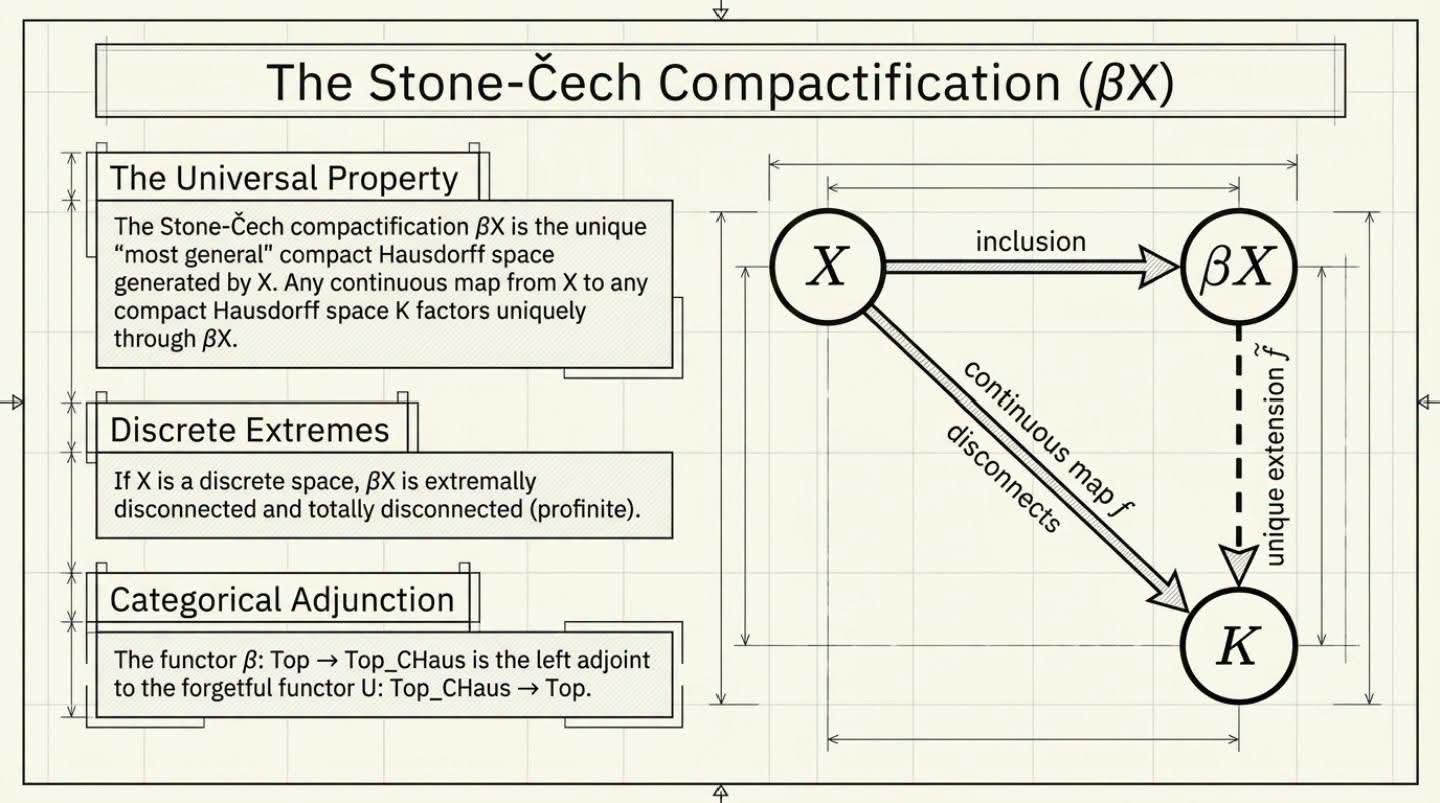 The Stone-Čech Compactification (βX)
The Universal Property
The Stone-Čech compactification βX is the unique
“most general” compact Hausdorff space
generated by X. Any continuous map from X to any
compact Hausdorff space K factors uniquely
through βX.
Discrete Extremes
If X is a discrete space, βX is extremally
disconnected and totally disconnected (profinite).
Categorical Adjunction
The functor β: Top → Top_CHaus is the left adjoint
to the forgetful functor U: Top_CHaus → Top.
X
inclusion
βX
continuous map f
disconnects
unique extension f̃
K